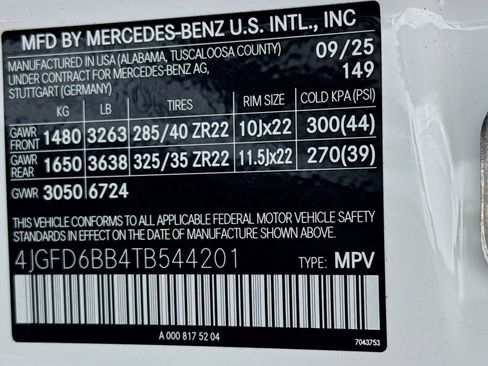 MFD BY MERCEDES-BENZ U.S. INTL., INC
MANUFACTURED IN USA (ALABAMA, TUSCALOOSA COUNTY) 09/25
UNDER CONTRACT FOR MERCEDES-BENZ AG, 149
STUTTGART (GERMANY)
KG LB TIRES RIM SIZE COLD KPA (PSI)
GAWR FRONT 1480 3263 285/40 ZR22 10Jx22 300(44)
GAWR REAR 1650 3638 325/35 ZR22 11.5Jx22 270(39)
GVWR 3050 6724
THIS VEHICLE CONFORMS TO ALL APPLICABLE FEDERAL MOTOR VEHICLE SAFETY
STANDARDS IN EFFECT ON THE DATE OF MANUFACTURE SHOWN ABOVE.
4JGFD6BB4TB544201 TYPE: MPV
A 000 817 52 04
7043753